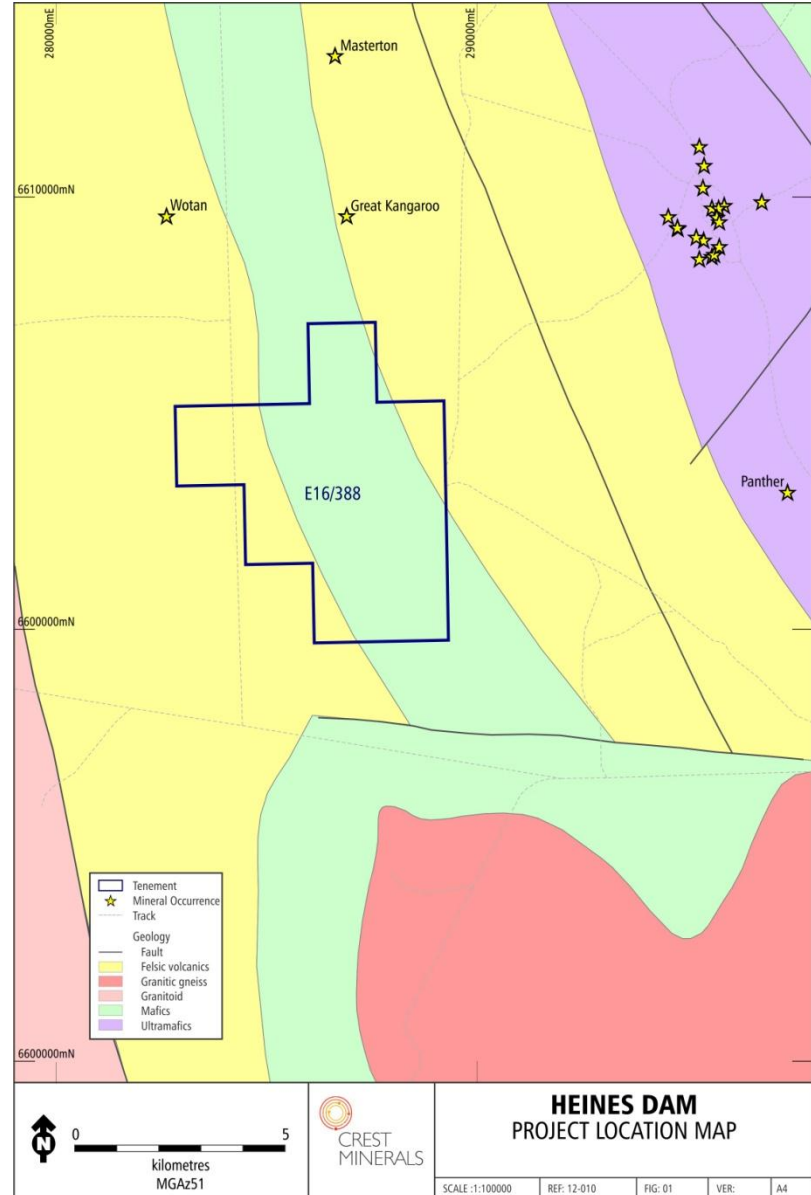 280000mE
290000mE
Masterton
6610000mN
Wotan
Great Kangaroo
E16/388
Panther
6600000mN
Tenement
Mineral Occurrence
Track
Geology
Fault
Felsic volcanics
Granitic gneiss
Granitoid
Mafics
Ultramafics
6600000mN
N
0 5
kilometres
MGAz51
CREST
MINERALS
HEINES DAM
PROJECT LOCATION MAP
SCALE :1:100000 REF: 12-010 FIG: 01 VER: A4